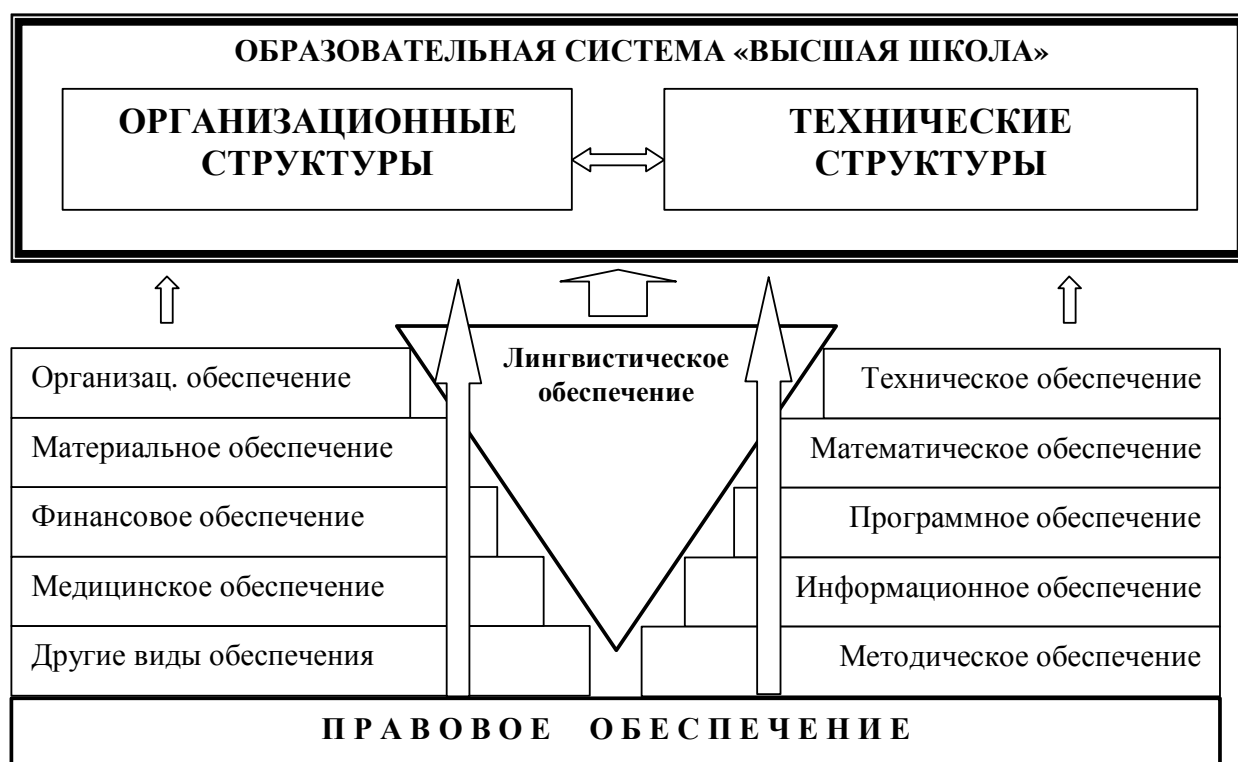 ОБРАЗОВАТЕЛЬНАЯ СИСТЕМА «ВЫСШАЯ ШКОЛА»
ОРГАНИЗАЦИОННЫЕ
СТРУКТУРЫ
ТЕХНИЧЕСКИЕ
СТРУКТУРЫ
Лингвистическое
обеспечение
Организац. обеспечение
Материальное обеспечение
Финансовое обеспечение
Медицинское обеспечение
Другие виды обеспечения
Техническое обеспечение
Математическое обеспечение
Программное обеспечение
Информационное обеспечение
Методическое обеспечение
П Р А В О В О Е О Б Е С П Е Ч Е Н И Е